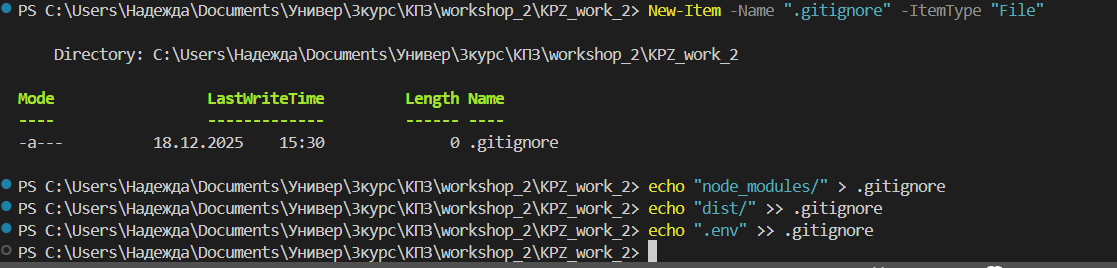 PS C:\Users\Надежда\Documents\Универ\3курс\КПЗ\workshop_2\KPZ_work_2> New-Item -Name ".gitignore" -ItemType "File"
Directory: C:\Users\Надежда\Documents\Универ\3курс\КПЗ\workshop_2\KPZ_work_2
Mode LastWriteTime Length Name
---- ------------- ------ ----
-a--- 18.12.2025 15:30 0 .gitignore
PS C:\Users\Надежда\Documents\Универ\3курс\КПЗ\workshop_2\KPZ_work_2> echo "node_modules/" > .gitignore
PS C:\Users\Надежда\Documents\Универ\3курс\КПЗ\workshop_2\KPZ_work_2> echo "dist/" >> .gitignore
PS C:\Users\Надежда\Documents\Универ\3курс\КПЗ\workshop_2\KPZ_work_2> echo ".env" >> .gitignore
PS C:\Users\Надежда\Documents\Универ\3курс\КПЗ\workshop_2\KPZ_work_2>